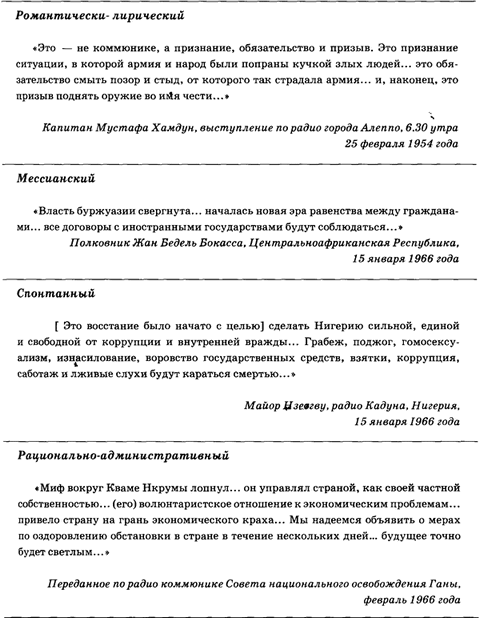 Романтически- лирический
«Это — не коммюнике, а признание, обязательство и призыв. Это признание
ситуации, в которой армия и народ были попраны кучкой злых людей... это обя-
зательство смыть позор и стыд, от которого так страдала армия... и, наконец, это
призыв поднять оружие во имя чести...»
Капитан Мустафа Хамдун, выступление по радио города Алеппо, 6.30 утра
25 февраля 1954 года
Мессианский
«Власть буржуазии свергнута... началась новая эра равенства между граждана-
ми... все договоры с иностранными государствами будут соблюдаться...»
Полковник Жан Бедель Бокасса, Центральноафриканская Республика,
15 января 1966 года
Спонтанный
[ Это восстание было начато с целью] сделать Нигерию сильной, единой
и свободной от коррупции и внутренней вражды... Грабеж, поджог, гомосексу-
ализм, изнасилование, воровство государственных средств, взятки, коррупция,
саботаж и лживые слухи будут караться смертью...»
Майор Нзеогву, радио Кадуна, Нигерия,
15 января 1966 года
Рационально-административный
«Миф вокруг Кваме Нкрумы лопнул... он управлял страной, как своей частной
собственностью... (его) волюнтаристское отношение к экономическим проблемам...
привело страну на грань экономического краха... Мы надеемся объявить о мерах
по оздоровлению обстановки в стране в течение нескольких дней... будущее точно
будет светлым...»
Переданное по радио коммюнике Совета национального освобождения Ганы,
февраль 1966 года